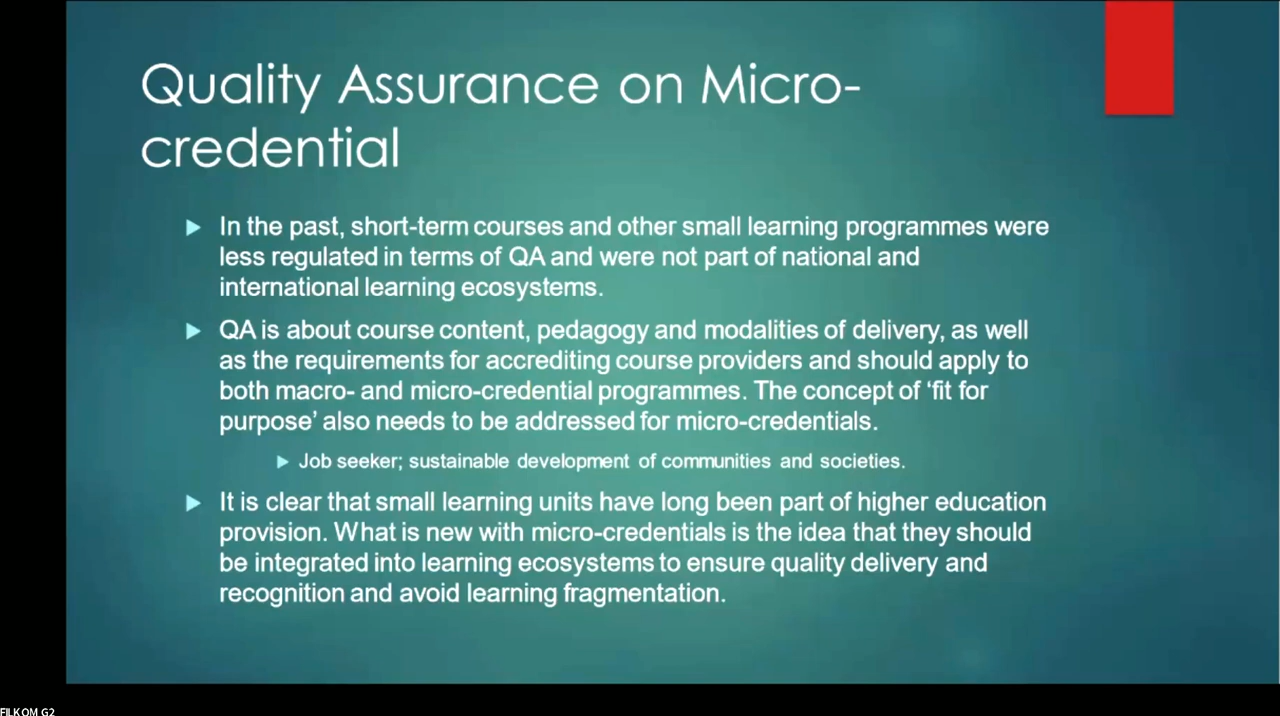 Quality Assurance on Micro-
credential
In the past, short-term courses and other small learning programmes were
less regulated in terms of QA and were not part of national and
international learning ecosystems.
QA is about course content, pedagogy and modalities of delivery, as well
as the requirements for accrediting course providers and should apply to
both macro- and micro-credential programmes. The concept of ‘fit for
purpose’ also needs to be addressed for micro-credentials.
Job seeker; sustainable development of communities and societies.
It is clear that small learning units have long been part of higher education
provision. What is new with micro-credentials is the idea that they should
be integrated into learning ecosystems to ensure quality delivery and
recognition and avoid learning fragmentation.
FILKOM G2